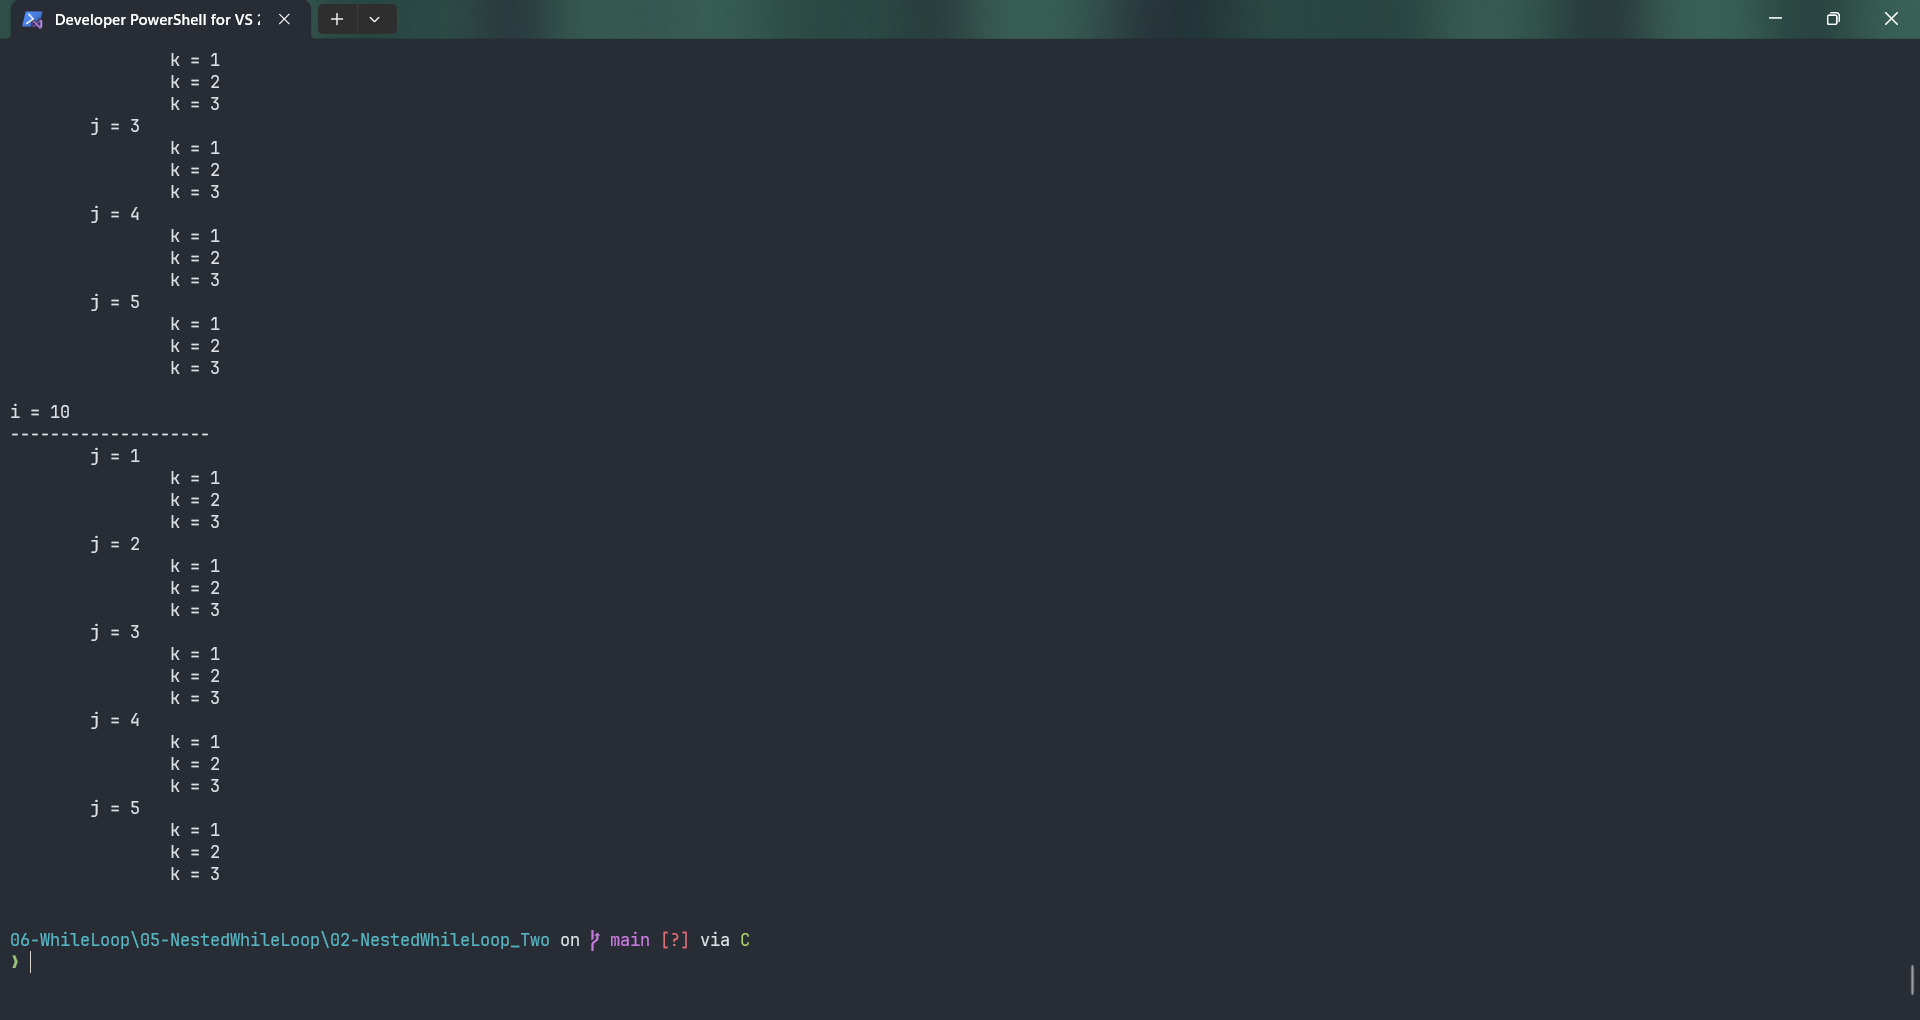 Developer PowerShell for VS
k = 1
k = 2
k = 3
j = 3
k = 1
k = 2
k = 3
j = 4
k = 1
k = 2
k = 3
j = 5
k = 1
k = 2
k = 3
i = 10
--------------------
j = 1
k = 1
k = 2
k = 3
j = 2
k = 1
k = 2
k = 3
j = 3
k = 1
k = 2
k = 3
j = 4
k = 1
k = 2
k = 3
j = 5
k = 1
k = 2
k = 3
06-WhileLoop\05-NestedWhileLoop\02-NestedWhileLoop_Two on main [?] via C
❯